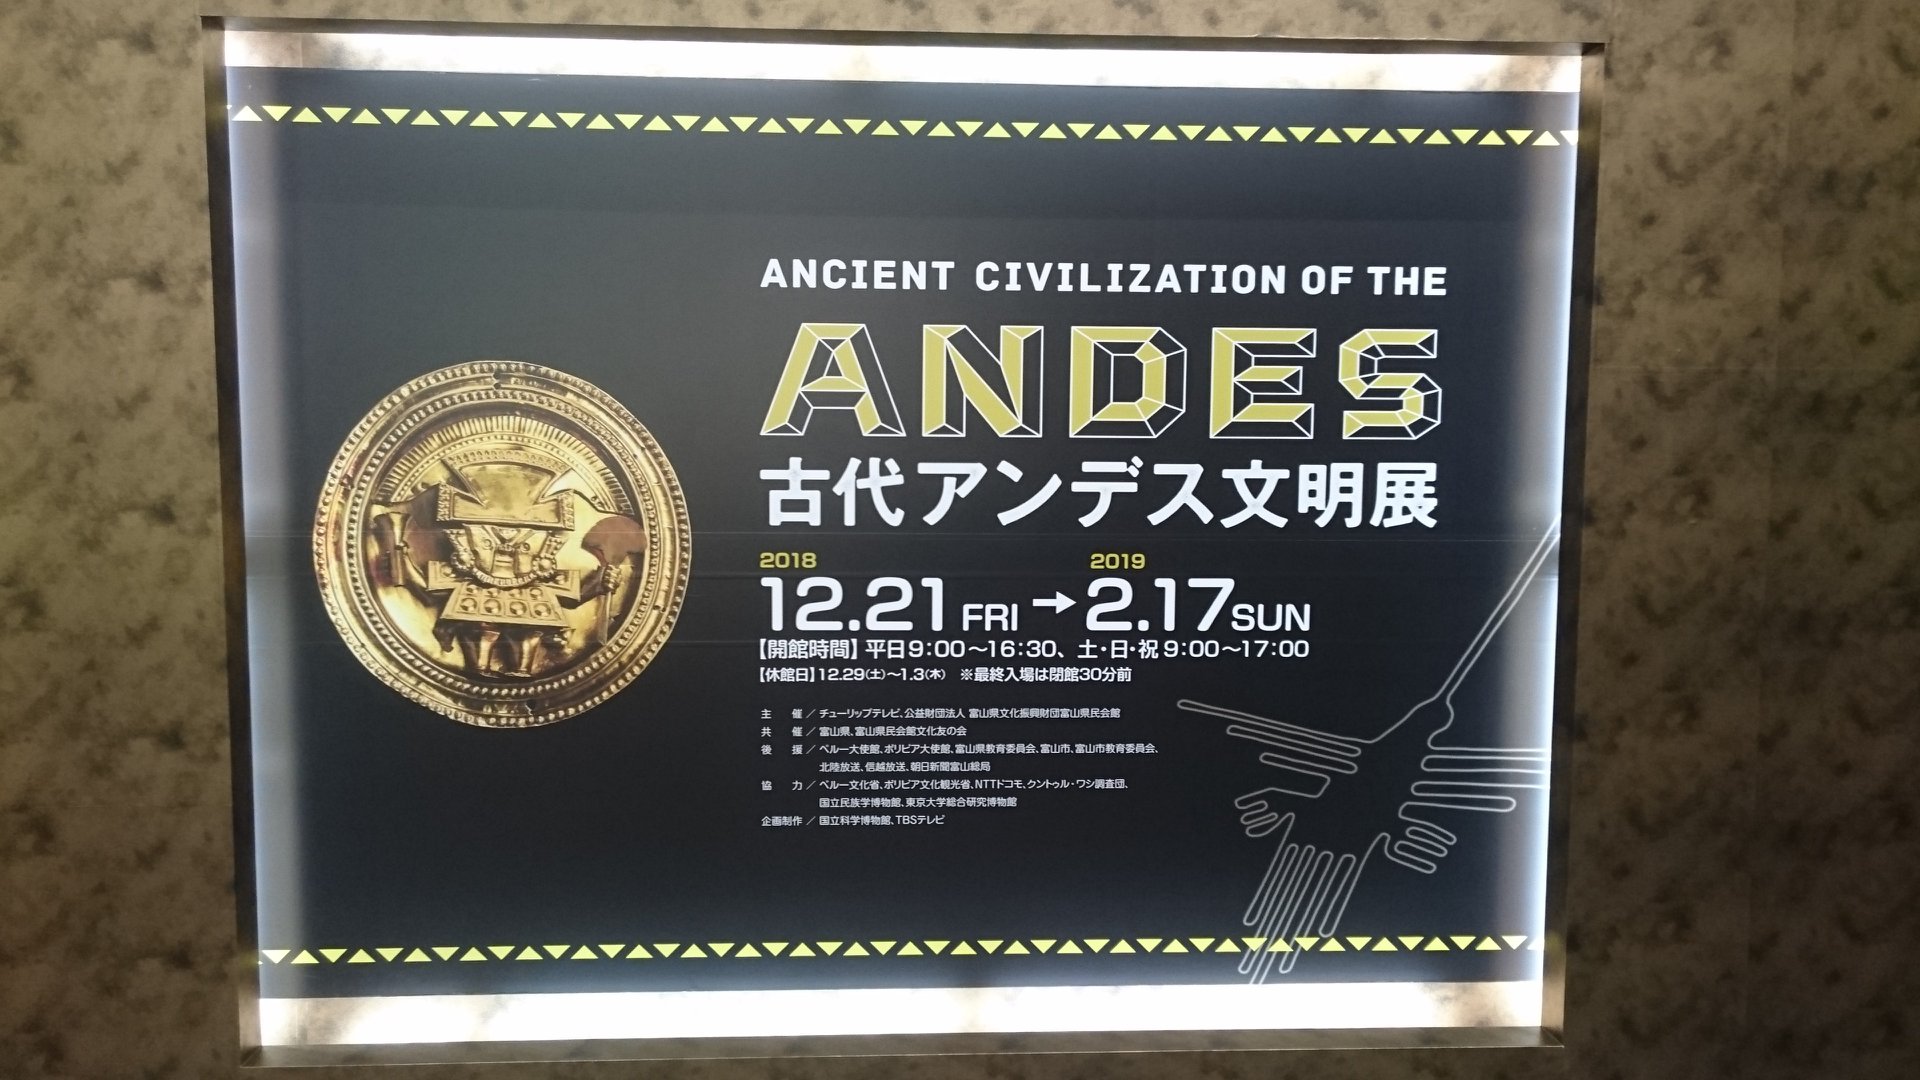 ANCIENT CIVILIZATION OF THE
ANDES
古代アンデス文明展
2018 2019
12.21 FRI → 2.17 SUN
【開館時間】平日9:00～16:30、土・日・祝 9:00～17:00
【休館日】12.29(土)～1.3(木) ※最終入場は閉館30分前
主 催／チューリップテレビ、公益財団法人 富山県文化振興財団富山県民会館
共 催／富山県、富山県民会館文化友の会
後 援／ペルー大使館、ボリビア大使館、富山県教育委員会、富山市、富山市教育委員会、
北陸放送、信越放送、朝日新聞富山総局
協 力／ペルー文化省、ボリビア文化観光省、NTTドコモ、クントゥル・ワシ調査団、
国立民族学博物館、東京大学総合研究博物館
企画制作／国立科学博物館、TBSテレビ